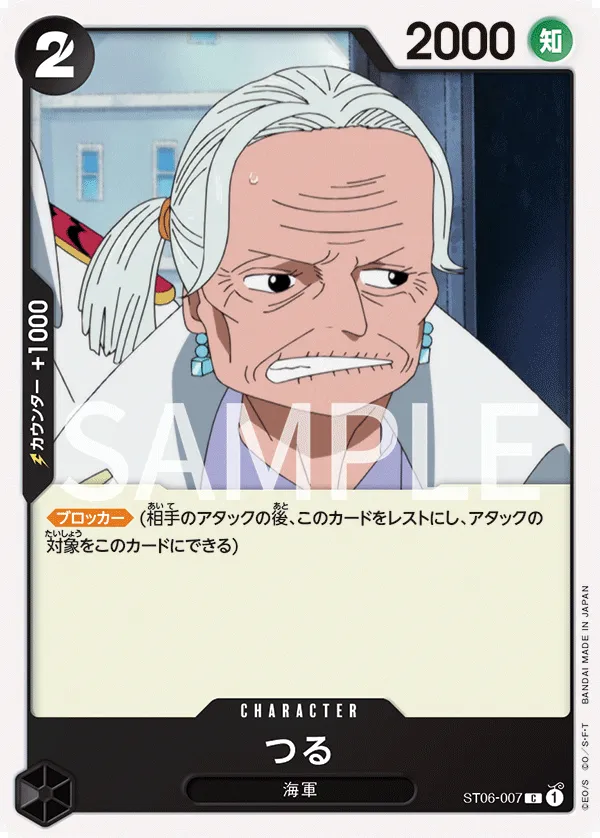 2
2000
知
カウンター +1000
SAMPLE
ブロッカー (相手のアタックの後、このカードをレストにし、アタックの
対象をこのカードにできる)
CHARACTER
つる
海軍
ST06-007 C 1
©EO/S ©O/S・F・T BANDAI MADE IN JAPAN